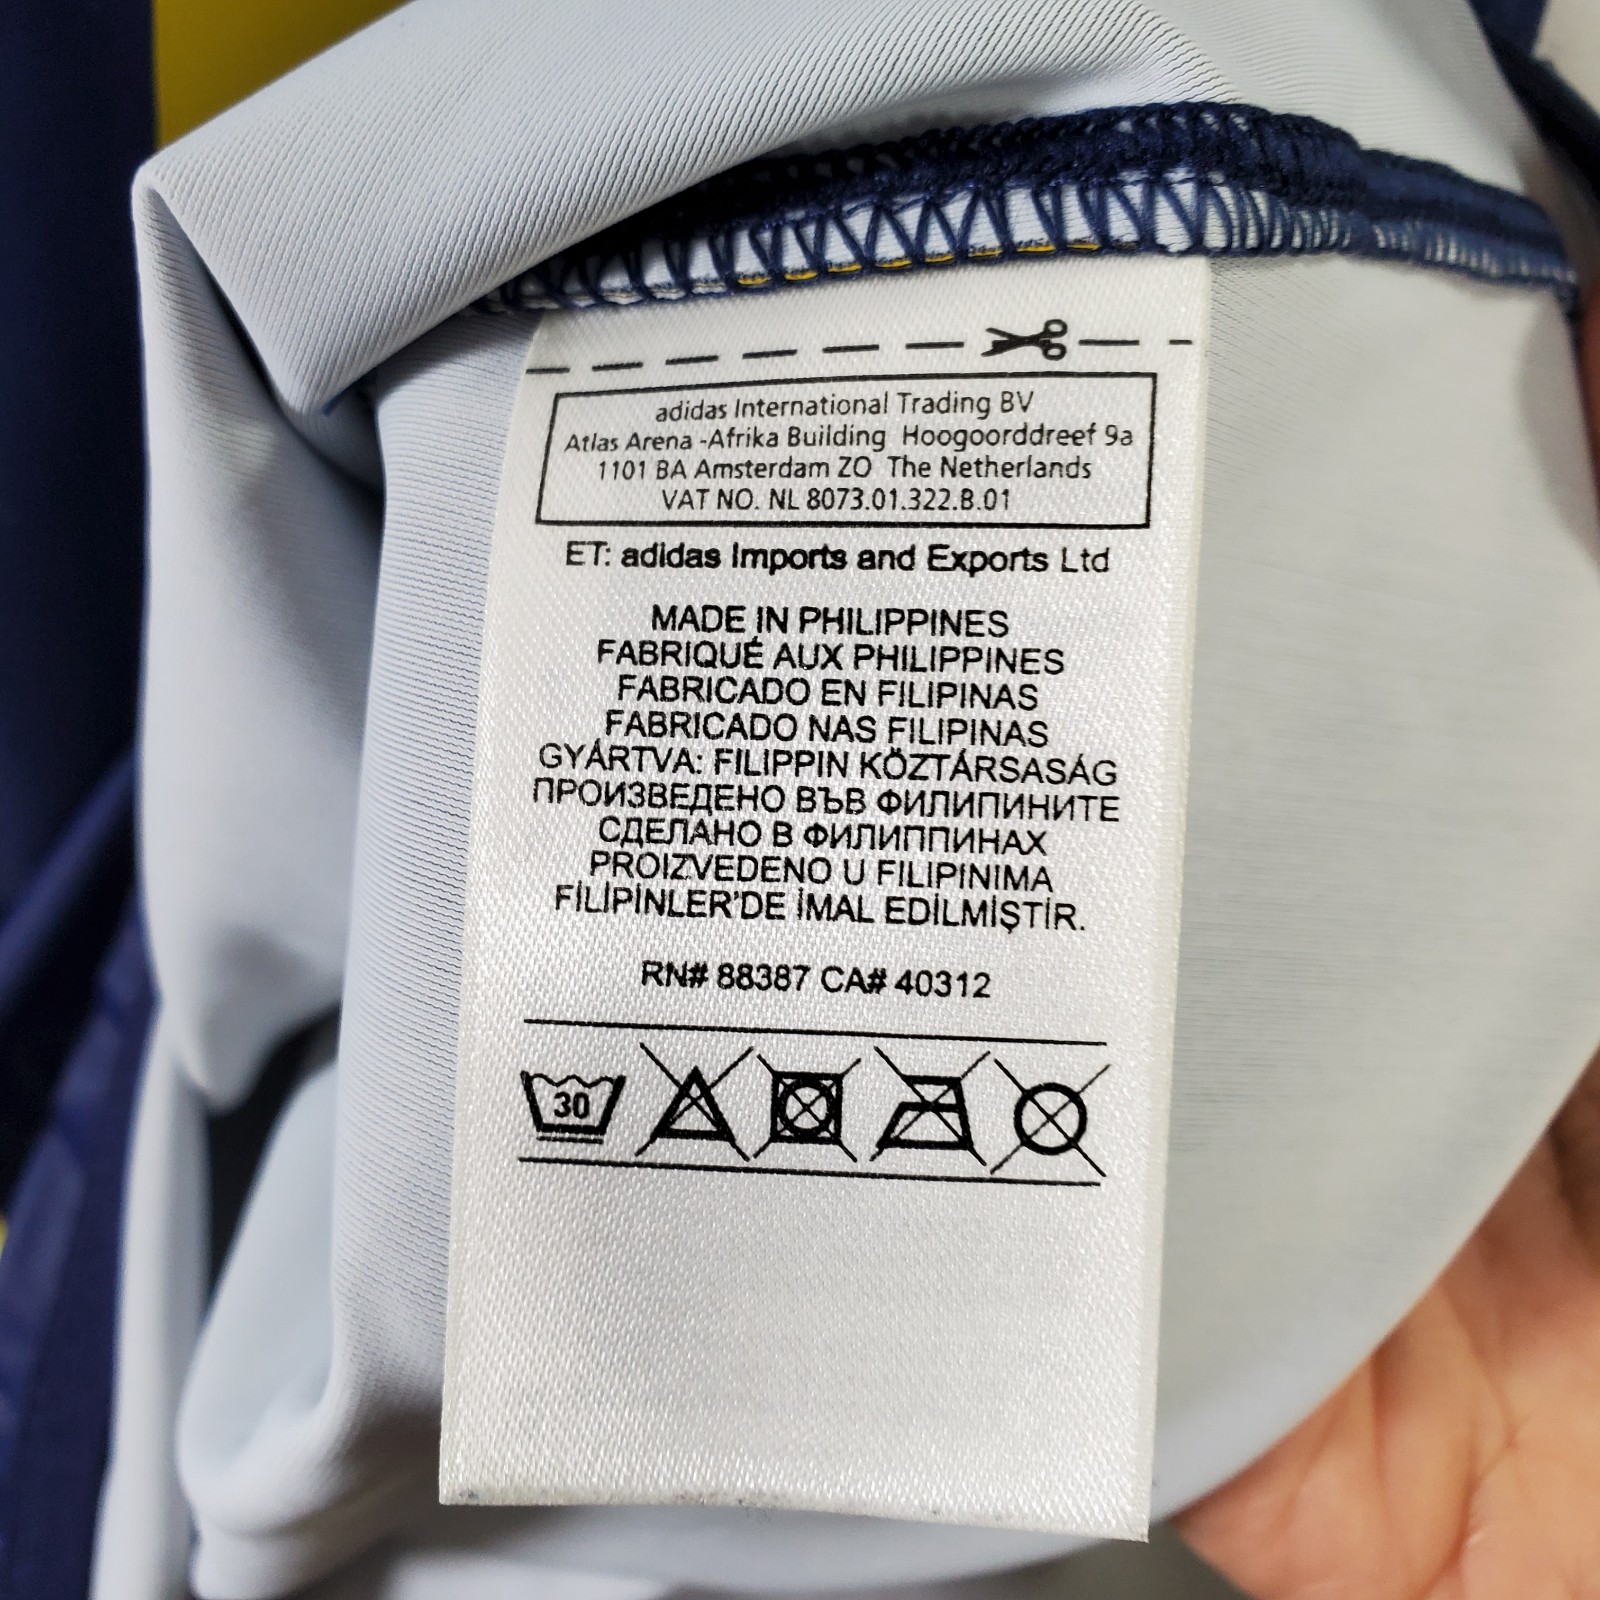 adidas International Trading BV
Atlas Arena -Afrika Building Hoogoorddreef 9a
1101 BA Amsterdam ZO The Netherlands
VAT NO. NL 8073.01.322.B.01
ET: adidas Imports and Exports Ltd
MADE IN PHILIPPINES
FABRIQUÉ AUX PHILIPPINES
FABRICADO EN FILIPINAS
FABRICADO NAS FILIPINAS
GYÁRTVA: FILIPPIN KÖZTÁRSASÁG
ПРОИЗВЕДЕНО ВЪВ ФИЛИПИНИТЕ
СДЕЛАНО В ФИЛИППИНАХ
PROIZVEDENO U FILIPINIMA
FİLİPİNLER'DE İMAL EDİLMİŞTİR.
RN# 88387 CA# 40312
30